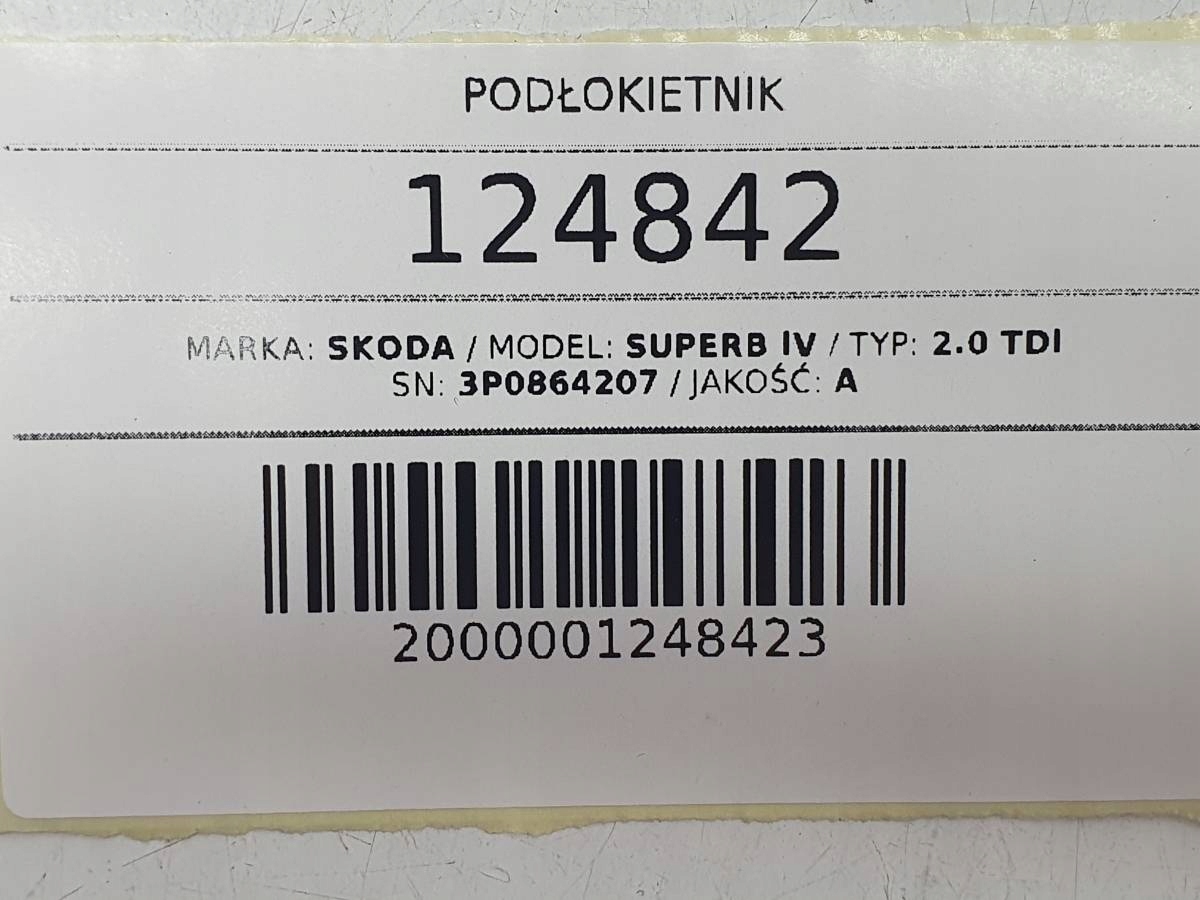 PODŁOKIETNIK
124842
MARKA: SKODA / MODEL: SUPERB IV / TYP: 2.0 TDI
SN: 3P0864207 / JAKOŚĆ: A
2000001248423